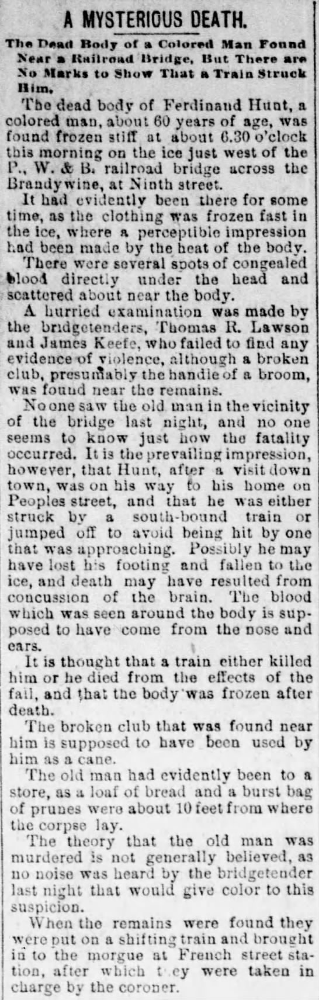 A MYSTERIOUS DEATH.
The Dead Body of a Colored Man Found
Near a Railroad Bridge, But There are
No Marks to Show That a Train Struck
Him.
The dead body of Ferdinand Hunt, a
colored man, about 60 years of age, was
found frozen stiff at about 6.30 o'clock
this morning on the ice just west of the
P., W. & B. railroad bridge across the
Brandywine, at Ninth street.
It had evidently been there for some
time, as the clothing was frozen fast in
the ice, where a perceptible impression
had been made by the heat of the body.
There were several spots of congealed
blood directly under the head and
scattered about near the body.
A hurried examination was made by
the bridgetenders, Thomas R. Lawson
and James Keefe, who failed to find any
evidence of violence, although a broken
club, presumably the handle of a broom,
was found near the remains.
No one saw the old man in the vicinity
of the bridge last night, and no one
seems to know just how the fatality
occurred. It is the prevailing impression,
however, that Hunt, after a visit down
town, was on his way to his home on
Peoples street, and that he was either
struck by a south-bound train or
jumped off to avoid being hit by one
that was approaching. Possibly he may
have lost his footing and fallen to the
ice, and death may have resulted from
concussion of the brain. The blood
which was seen around the body is sup-
posed to have come from the nose and
ears.
It is thought that a train either killed
him or he died from the effects of the
fall, and that the body was frozen after
death.
The broken club that was found near
him is supposed to have been used by
him as a cane.
The old man had evidently been to a
store, as a loaf of bread and a burst bag
of prunes were about 10 feet from where
the corpse lay.
The theory that the old man was
murdered is not generally believed, as
no noise was heard by the bridgetender
last night that would give color to this
suspicion.
When the remains were found they
were put on a shifting train and brought
in to the morgue at French street sta-
tion, after which they were taken in
charge by the coroner.